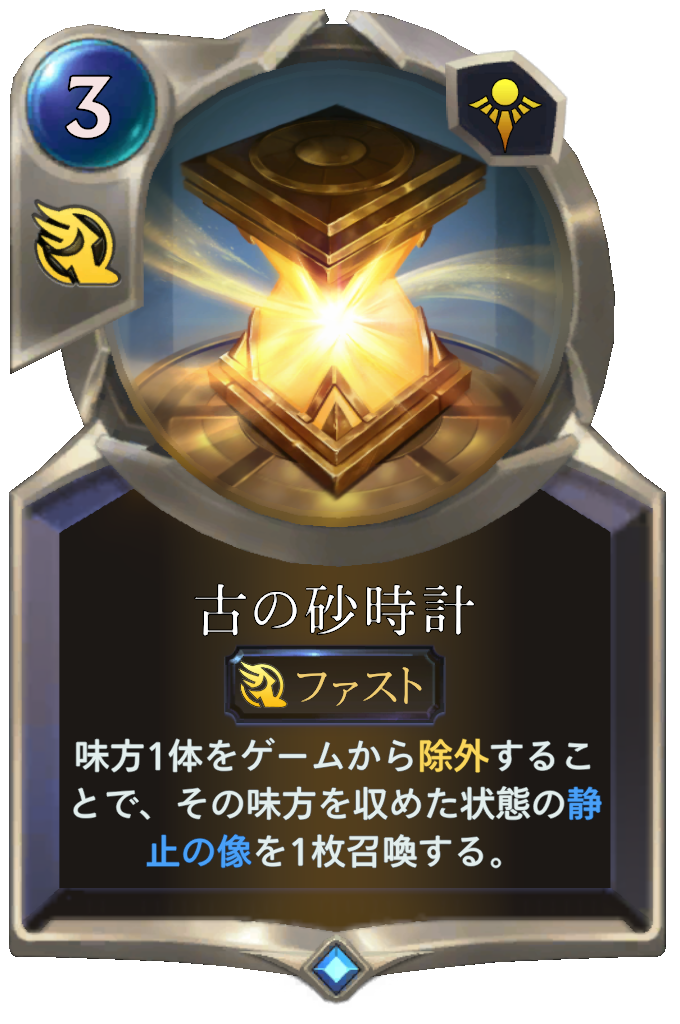 3
古の砂時計
ファスト
味方1体をゲームから除外するこ
とで、その味方を収めた状態の静
止の像を1枚召喚する。